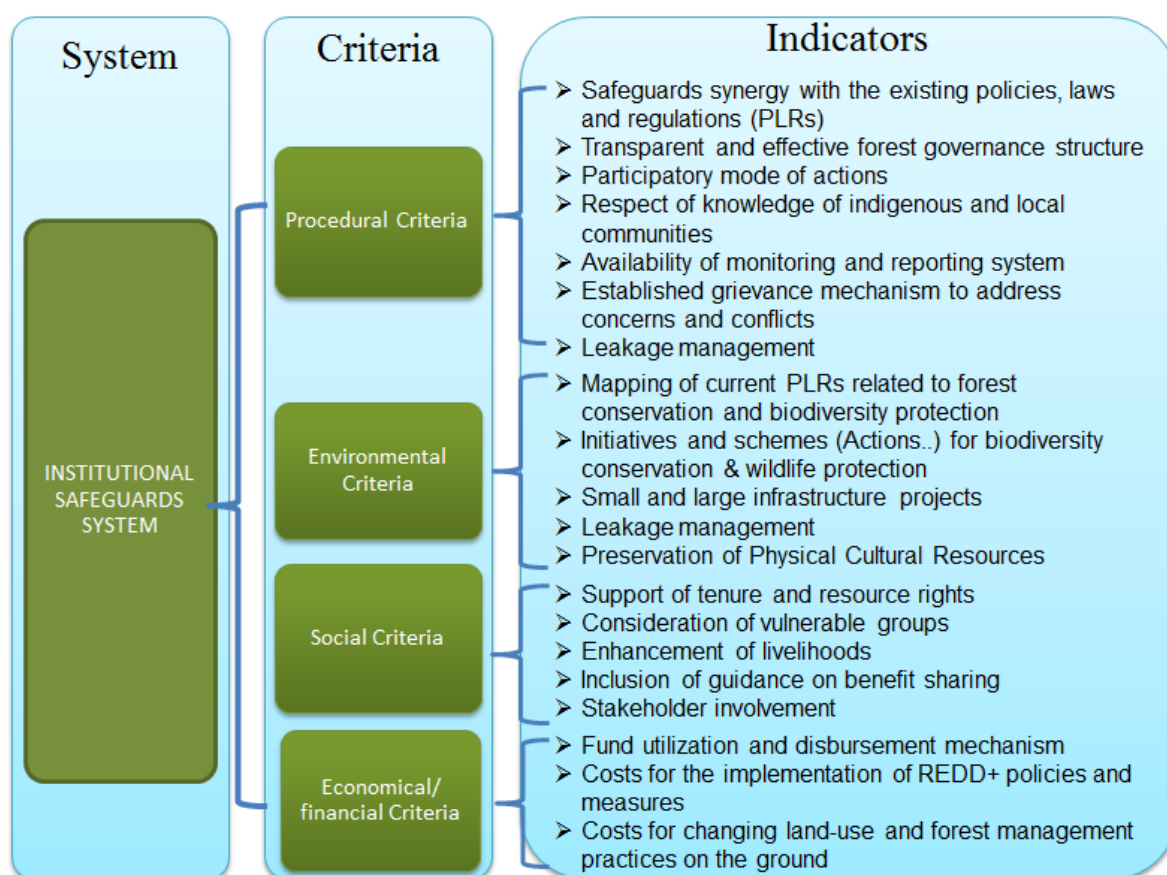 System
INSTITUTIONAL
SAFEGUARDS
SYSTEM
Criteria
Procedural Criteria
Environmental
Criteria
Social Criteria
Economical/
financial Criteria
Indicators
➢ Safeguards synergy with the existing policies, laws
and regulations (PLRs)
➢ Transparent and effective forest governance structure
➢ Participatory mode of actions
➢ Respect of knowledge of indigenous and local
communities
➢ Availability of monitoring and reporting system
➢ Established grievance mechanism to address
concerns and conflicts
➢ Leakage management
➢ Mapping of current PLRs related to forest
conservation and biodiversity protection
➢ Initiatives and schemes (Actions..) for biodiversity
conservation & wildlife protection
➢ Small and large infrastructure projects
➢ Leakage management
➢ Preservation of Physical Cultural Resources
➢ Support of tenure and resource rights
➢ Consideration of vulnerable groups
➢ Enhancement of livelihoods
➢ Inclusion of guidance on benefit sharing
➢ Stakeholder involvement
➢ Fund utilization and disbursement mechanism
➢ Costs for the implementation of REDD+ policies and
measures
➢ Costs for changing land-use and forest management
practices on the ground